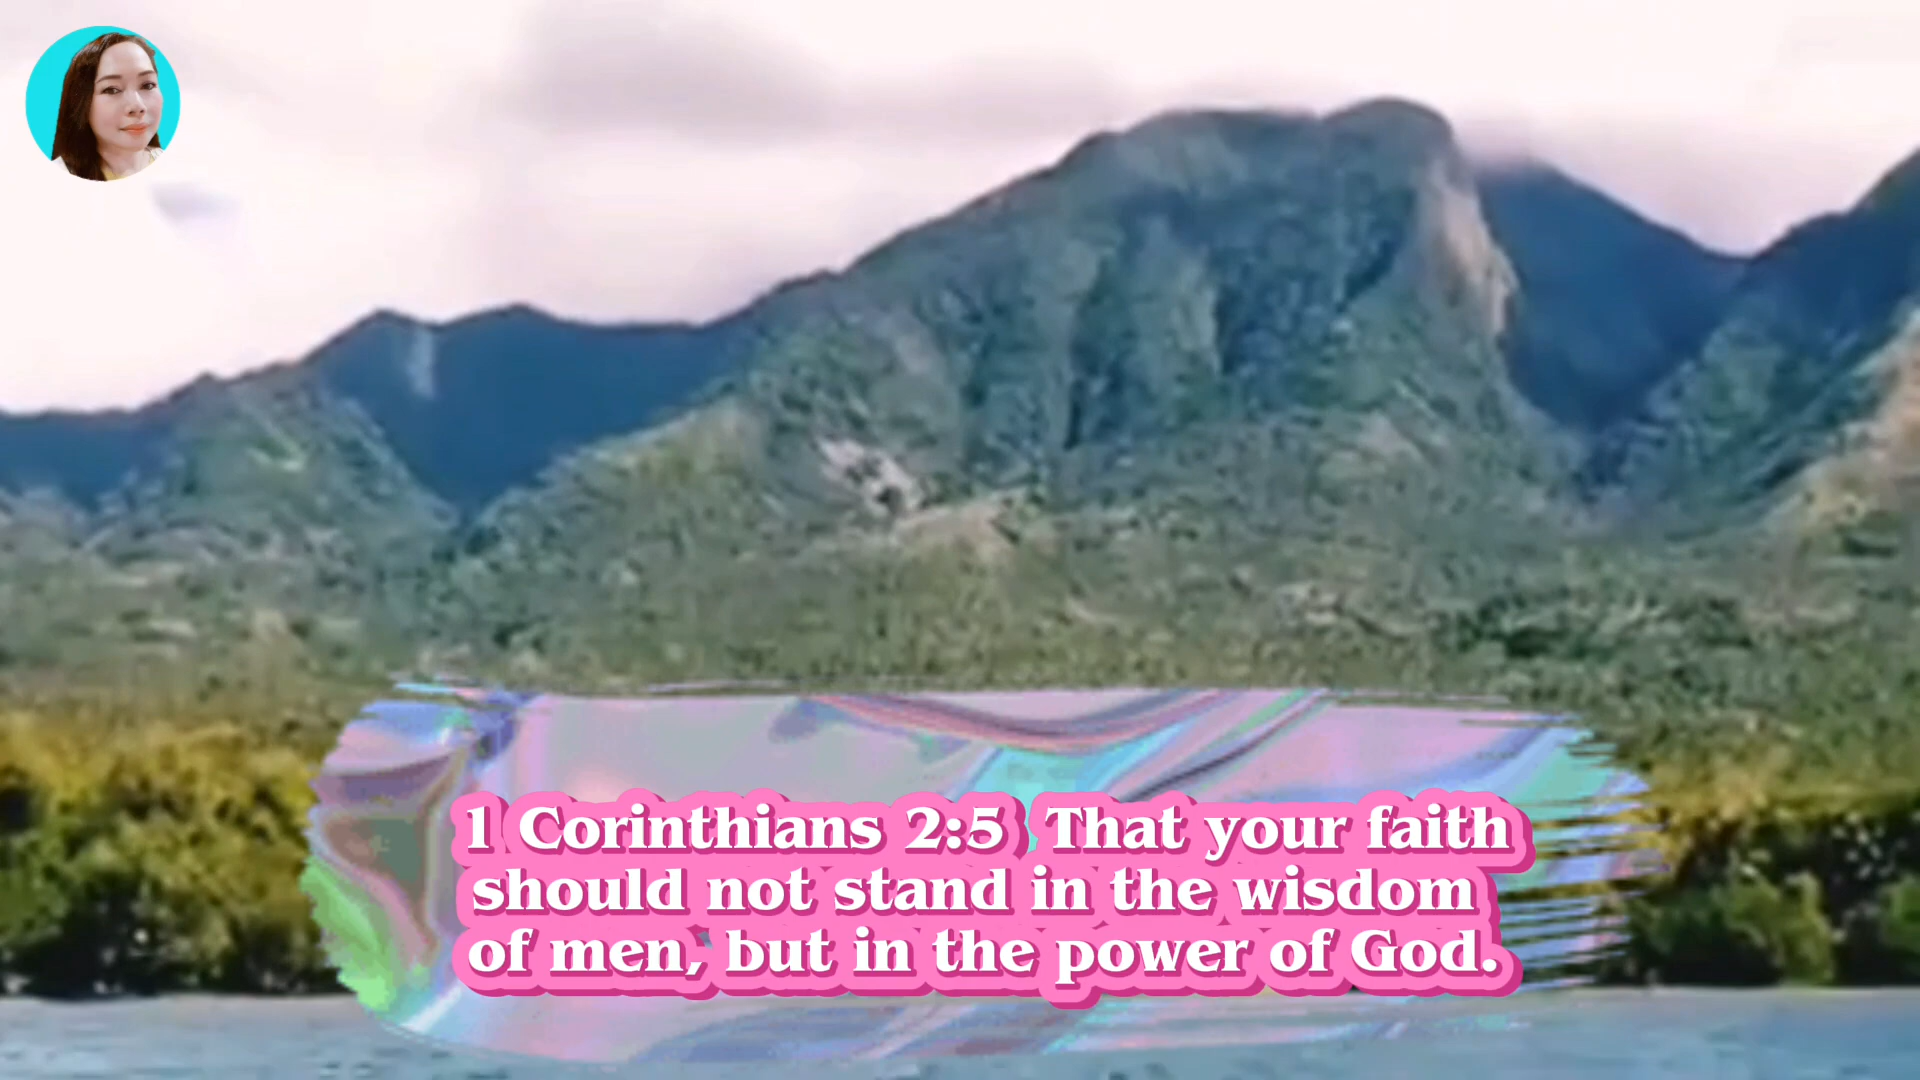 1 Corinthians 2:5 That your faith
should not stand in the wisdom
of men, but in the power of God.